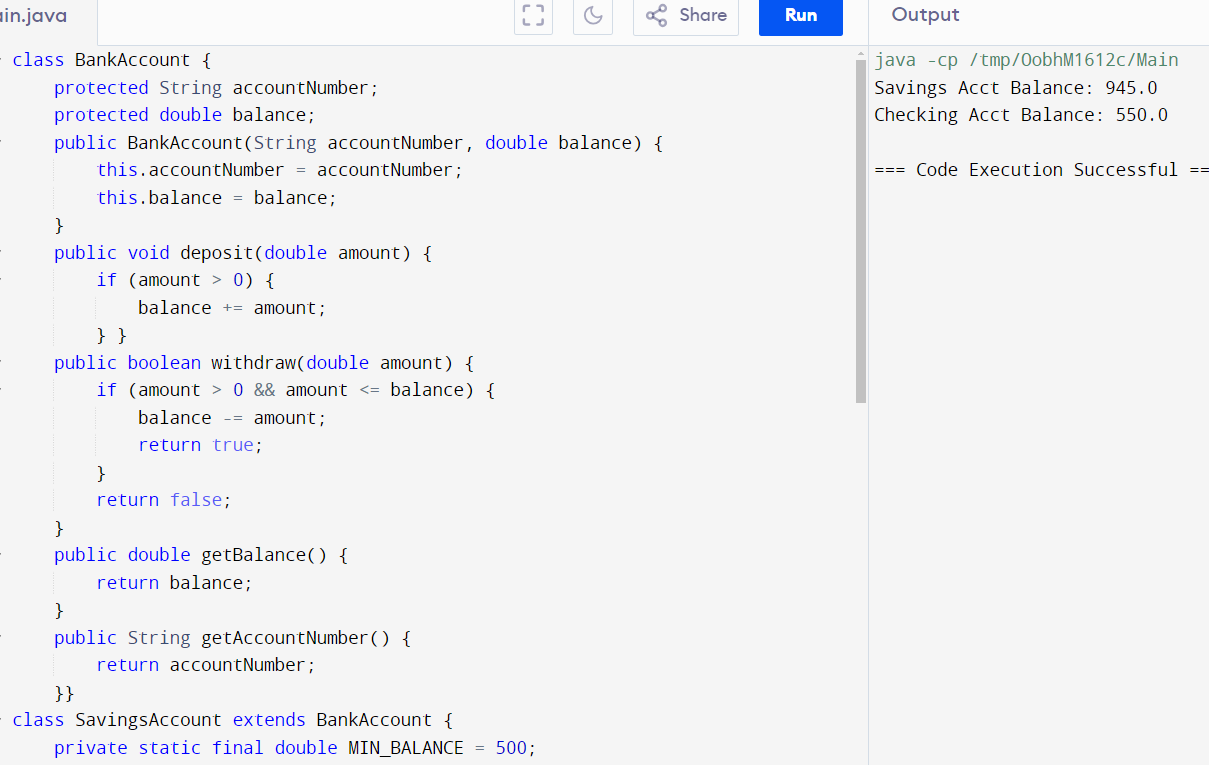 ain.java
Share
Run
Output
class BankAccount {
    protected String accountNumber;
    protected double balance;
    public BankAccount(String accountNumber, double balance) {
        this.accountNumber = accountNumber;
        this.balance = balance;
    }
    public void deposit(double amount) {
        if (amount > 0) {
            balance += amount;
        } }
    public boolean withdraw(double amount) {
        if (amount > 0 && amount <= balance) {
            balance -= amount;
            return true;
        }
        return false;
    }
    public double getBalance() {
        return balance;
    }
    public String getAccountNumber() {
        return accountNumber;
    }}
class SavingsAccount extends BankAccount {
    private static final double MIN_BALANCE = 500;
java -cp /tmp/OobhM1612c/Main
Savings Acct Balance: 945.0
Checking Acct Balance: 550.0
=== Code Execution Successful ==